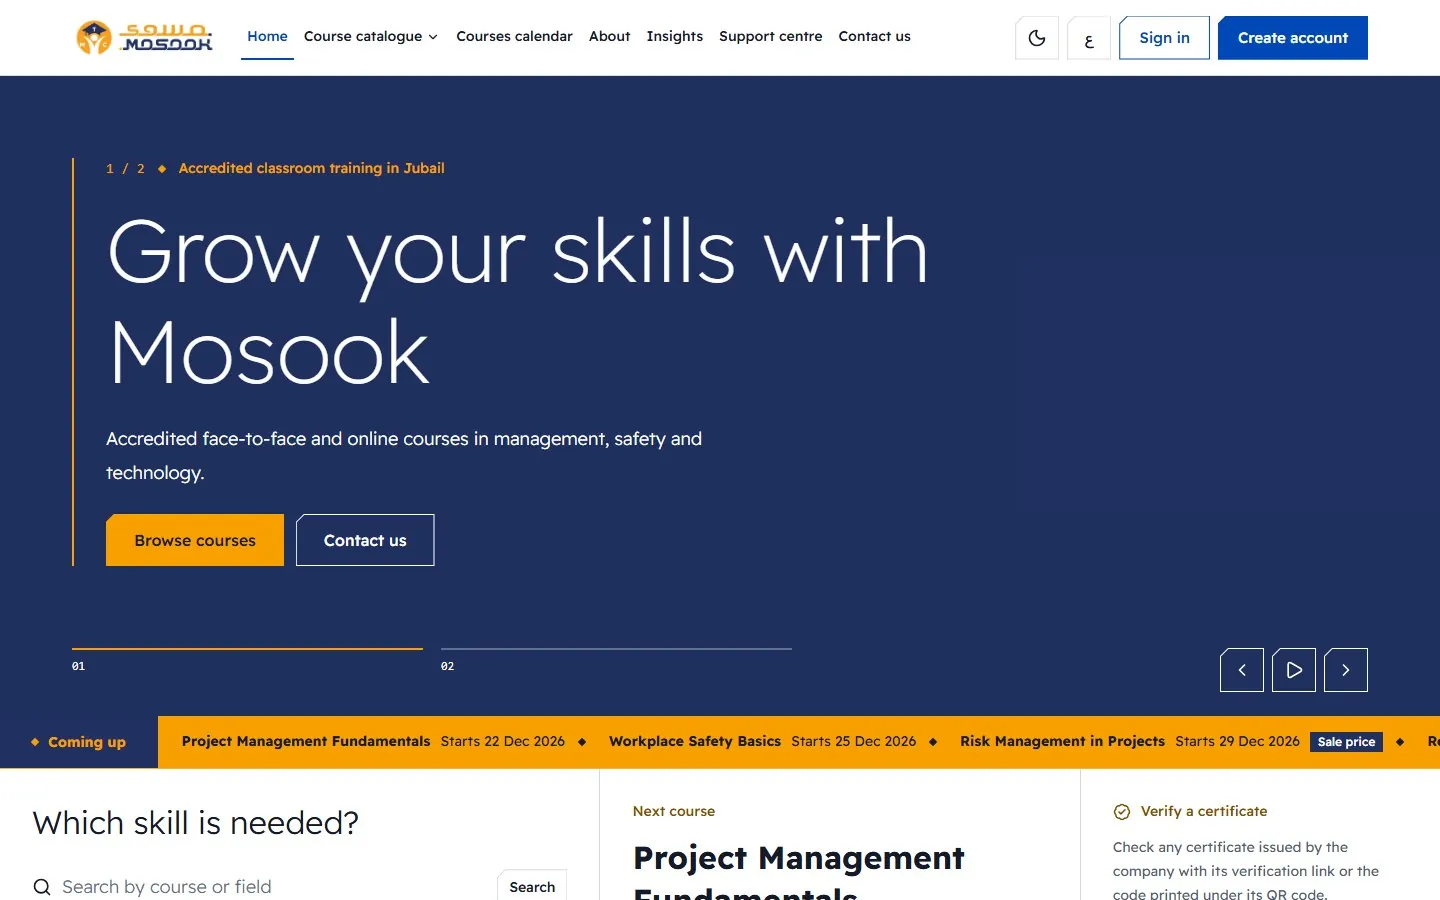 مسوق
MOSOOK
Home
Course catalogue
Courses calendar
About
Insights
Support centre
Contact us
ع
Sign in
Create account
1 / 2 ◆ Accredited classroom training in Jubail
Grow your skills with
Mosook
Accredited face-to-face and online courses in management, safety and
technology.
Browse courses
Contact us
01
02
◆ Coming up
Project Management Fundamentals Starts 22 Dec 2026 ◆ Workplace Safety Basics Starts 25 Dec 2026 ◆ Risk Management in Projects Starts 29 Dec 2026 Sale price ◆
Which skill is needed?
Search by course or field
Search
Next course
Project Management
Fundamentals
Verify a certificate
Check any certificate issued by the
company with its verification link or the
code printed under its QR code.